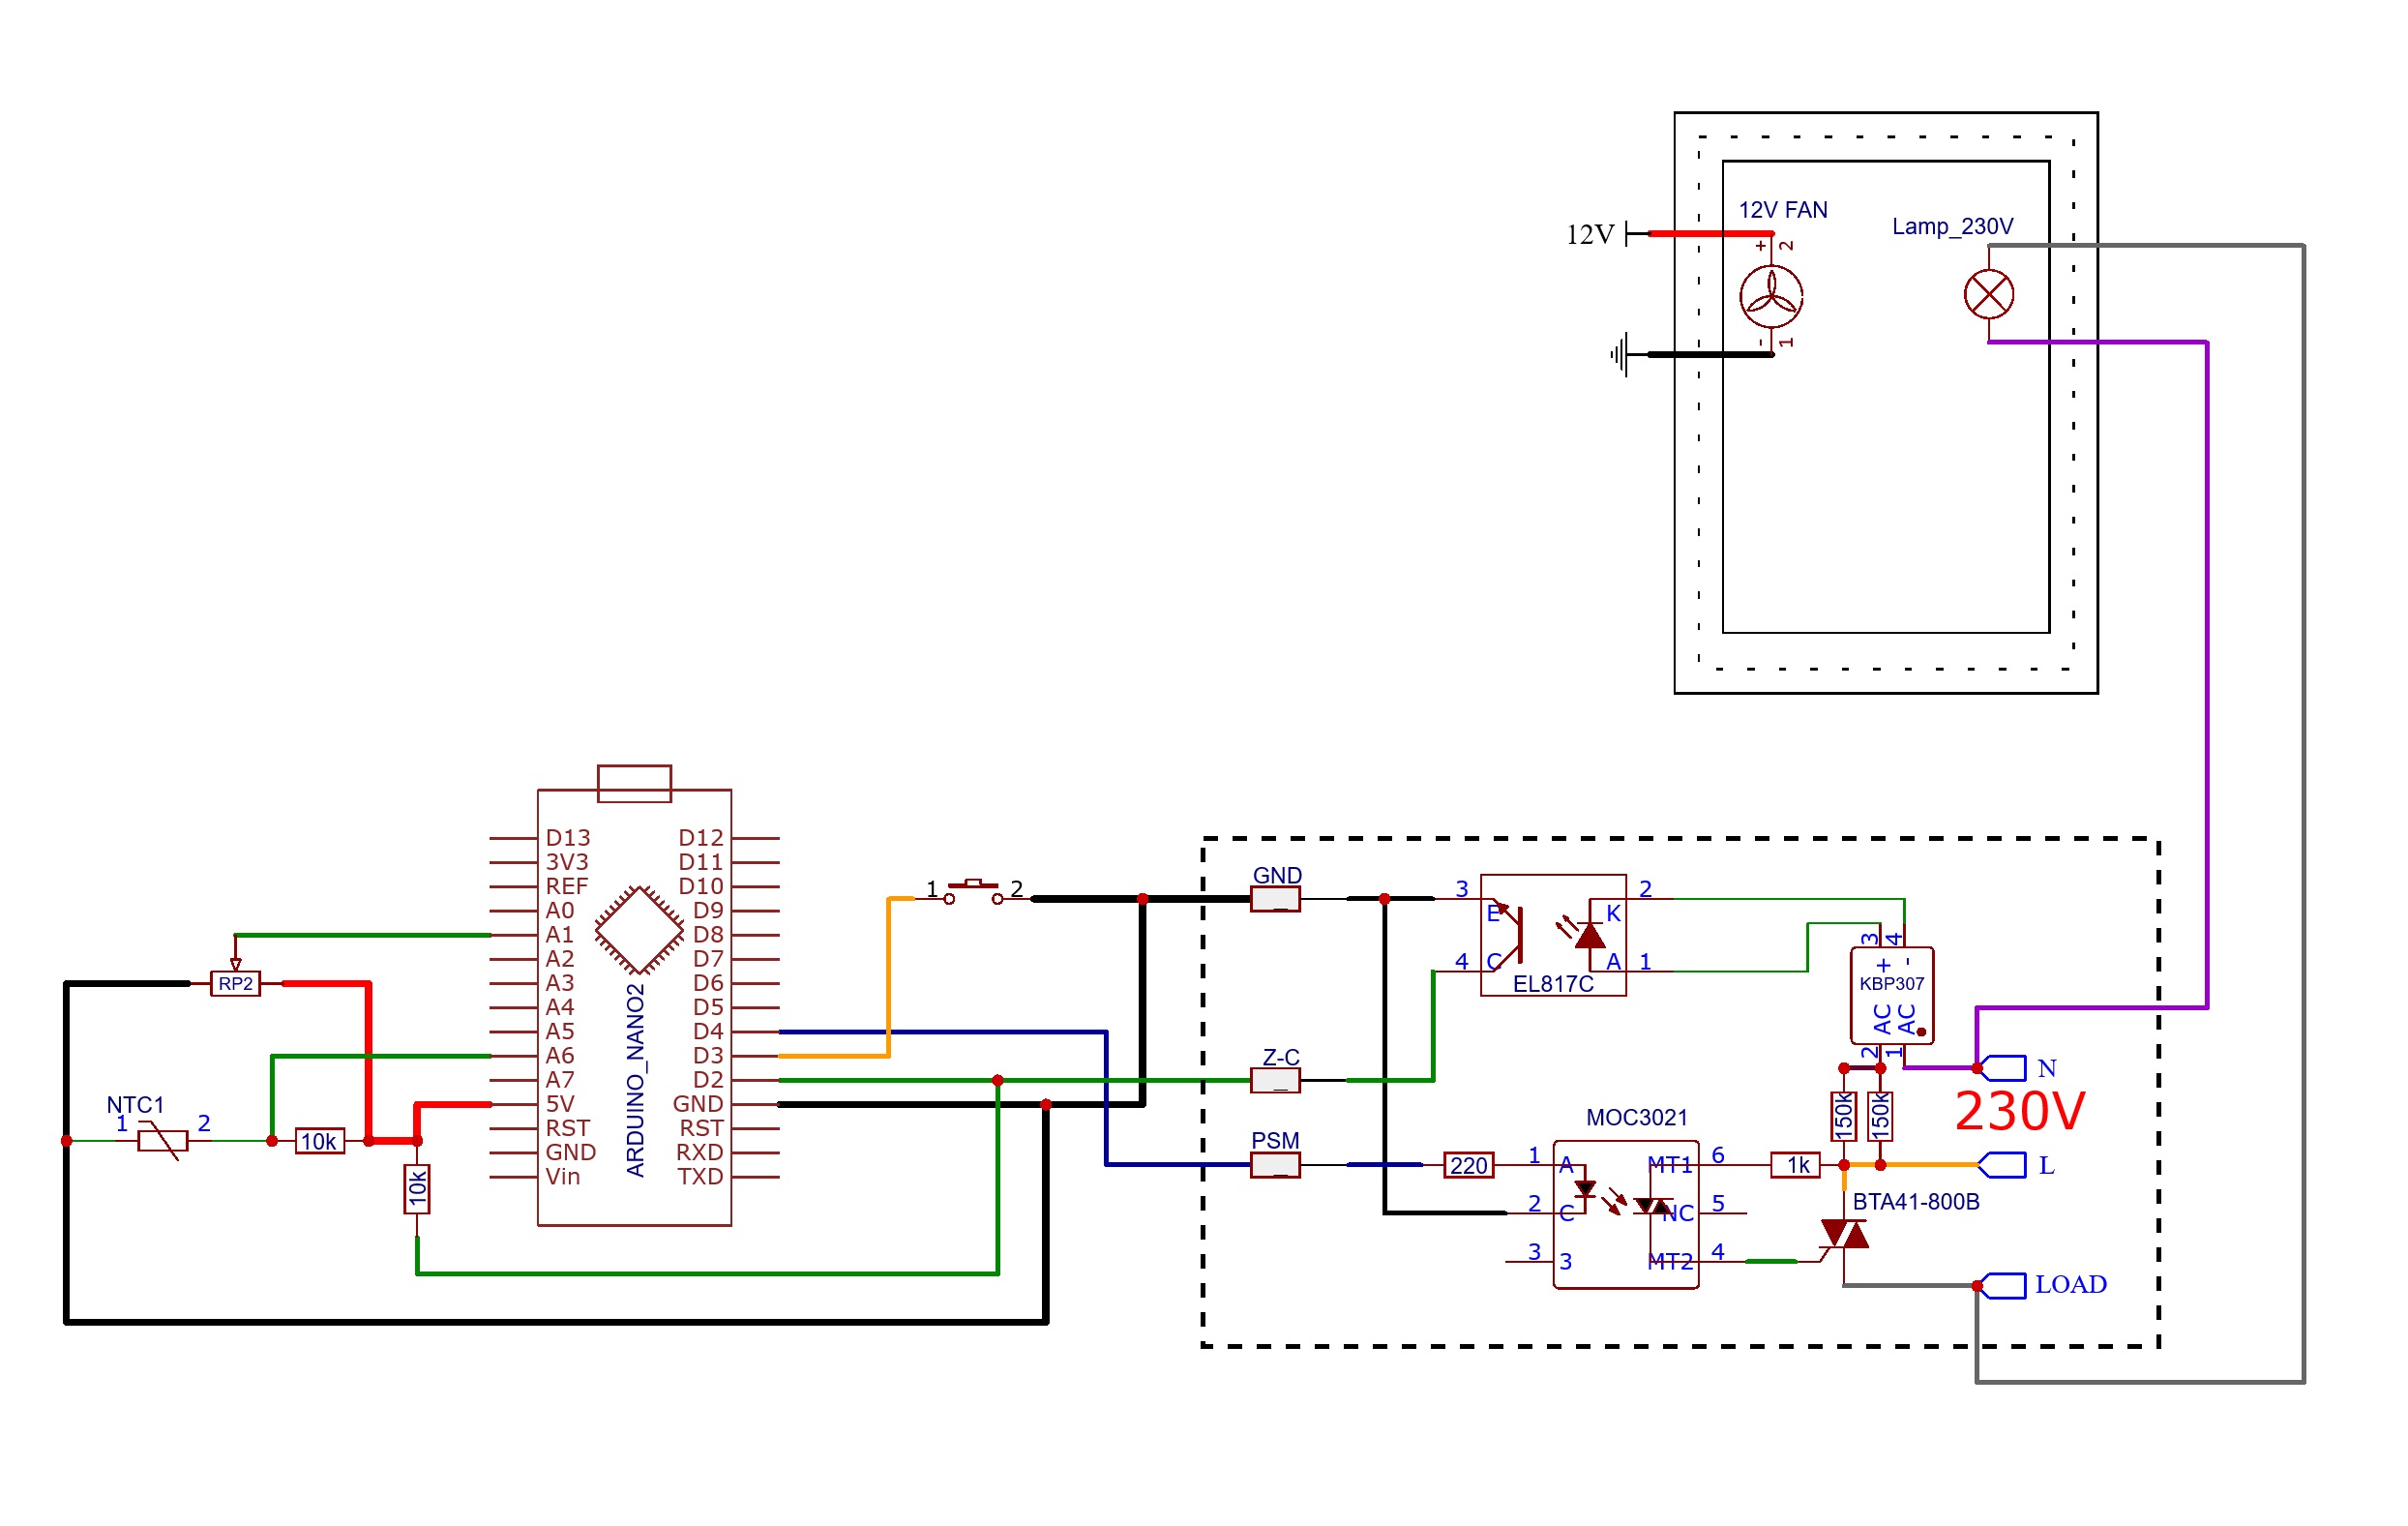 12V FAN
Lamp_230V
12V
+
2
-
1
D13
D12
3V3
D11
REF
D10
A0
D9
A1
D8
A2
D7
A3
D6
A4
D5
A5
D4
A6
D3
A7
D2
5V
GND
RST
RST
GND
RXD
Vin
TXD
ARDUINO_NANO2
RP2
NTC1
1
2
10k
10k
1
2
GND
Z-C
PSM
3
E
4
C
K
2
A
1
EL817C
3
4
+
-
KBP307
AC
AC
2
1
N
230V
150k
150k
L
MOC3021
220
1
A
MT1
6
1k
2
C
NC
5
3
3
MT2
4
BTA41-800B
LOAD